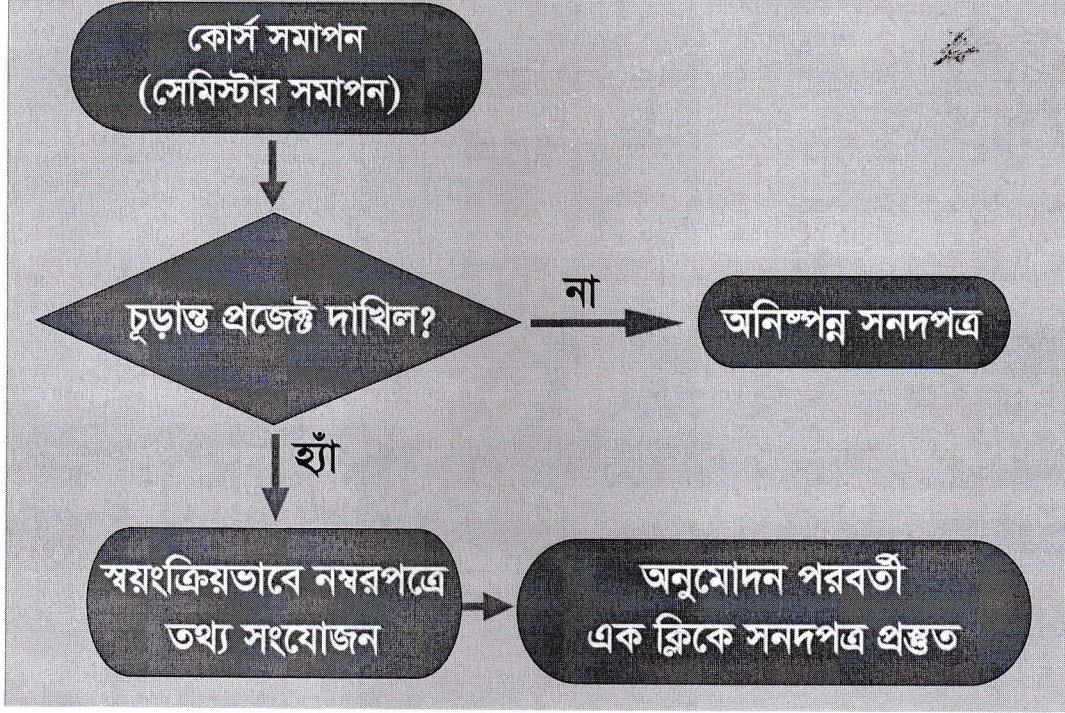 কোর্স সমাপন
(সেমিস্টার সমাপন)
চূড়ান্ত প্রজেক্ট দাখিল?
না
অনিষ্পন্ন সনদপত্র
হ্যাঁ
স্বয়ংক্রিয়ভাবে নম্বরপত্রে
তথ্য সংযোজন
অনুমোদন পরবর্তী
এক ক্লিকে সনদপত্র প্রস্তুত